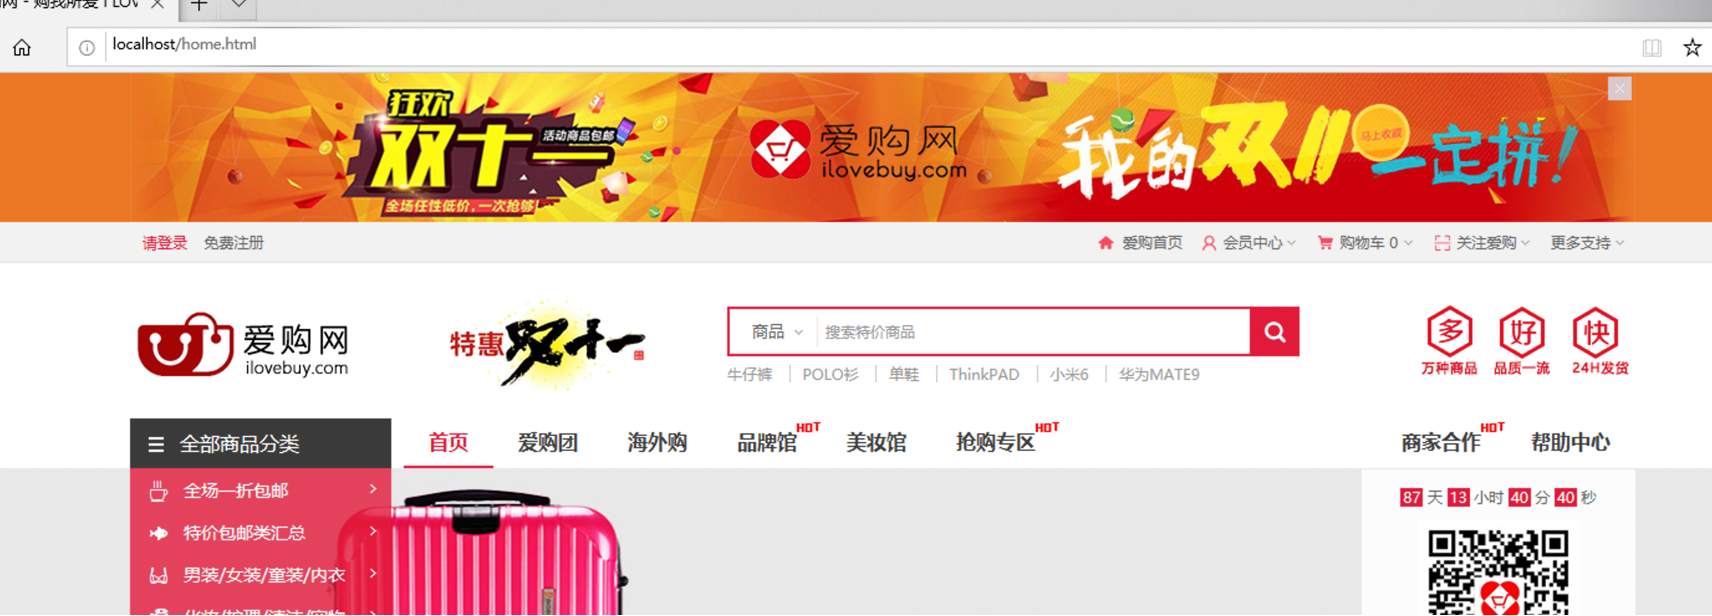 网 - 购我所爱 I LOV
localhost/home.html
狂欢
双十一
活动商品包邮
全场任性低价,一次抢够
爱购网
ilovebuy.com
我的双11一定拼!
马上收藏
请登录 免费注册
爱购首页 会员中心 购物车 0 关注爱购 更多支持
爱购网
ilovebuy.com
特惠双十一
商品 搜索特价商品
牛仔裤 POLO衫 单鞋 ThinkPAD 小米6 华为MATE9
多 好 快
万种商品 品质一流 24H发货
全部商品分类 首页 爱购团 海外购 品牌馆 HOT 美妆馆 抢购专区 HOT 商家合作 HOT 帮助中心
全场一折包邮
特价包邮类汇总
男装/女装/童装/内衣
87 天 13 小时 40 分 40 秒